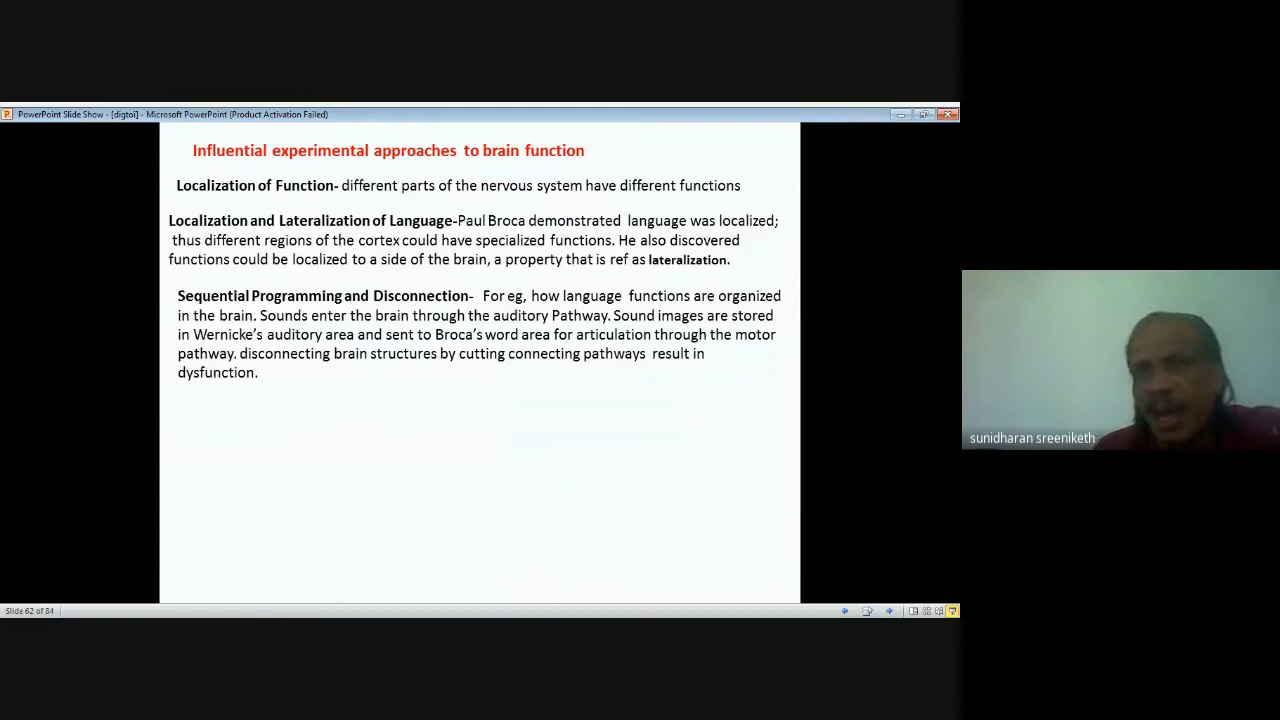 PowerPoint Slide Show - [digtoi] - Microsoft PowerPoint (Product Activation Failed)
Influential experimental approaches to brain function
Localization of Function- different parts of the nervous system have different functions
Localization and Lateralization of Language-Paul Broca demonstrated language was localized;
thus different regions of the cortex could have specialized functions. He also discovered
functions could be localized to a side of the brain, a property that is ref as lateralization.
Sequential Programming and Disconnection- For eg, how language functions are organized
in the brain. Sounds enter the brain through the auditory Pathway. Sound images are stored
in Wernicke's auditory area and sent to Broca's word area for articulation through the motor
pathway. disconnecting brain structures by cutting connecting pathways result in
dysfunction.
sunidharan sreeniketh
Slide 62 of 84